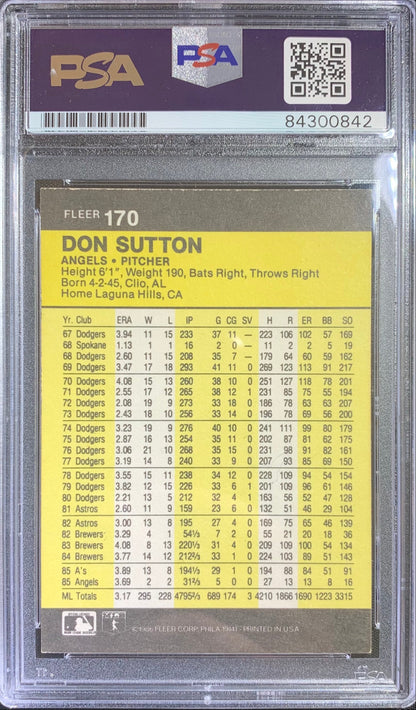 PSA
PSA
84300842
FLEER 170
DON SUTTON
ANGELS • PITCHER
Height 6'1", Weight 190, Bats Right, Throws Right
Born 4-2-45, Clio, AL
Home Laguna Hills, CA
Yr. Club ERA W L IP G CG SV H R ER BB SO
67 Dodgers 3.94 11 15 233 37 11 — 223 106 102 57 169
68 Spokane 1.13 1 1 16 2 0 — 11 2 2 5 19
68 Dodgers 2.60 11 15 208 35 7 — 179 64 60 59 162
69 Dodgers 3.47 17 18 293 41 11 0 269 123 113 91 217
70 Dodgers 4.08 15 13 260 38 10 0 251 127 118 78 201
71 Dodgers 2.55 17 12 265 38 12 1 231 85 75 55 194
72 Dodgers 2.08 19 9 273 33 18 0 186 78 63 63 207
73 Dodgers 2.43 18 10 256 33 14 0 196 78 69 56 200
74 Dodgers 3.23 19 9 276 40 10 0 241 111 99 80 179
75 Dodgers 2.87 16 13 254 35 11 0 202 87 81 62 175
76 Dodgers 3.06 21 10 268 35 15 0 231 98 91 82 161
77 Dodgers 3.19 14 8 240 33 9 0 207 93 85 69 150
78 Dodgers 3.55 15 11 238 34 12 0 228 109 94 54 154
79 Dodgers 3.82 12 15 226 33 6 1 201 109 96 61 146
80 Dodgers 2.21 13 5 212 32 4 1 163 56 52 47 128
81 Astros 2.60 11 9 159 23 6 0 132 51 46 29 104
82 Astros 3.00 13 8 195 27 4 0 169 75 65 46 139
82 Brewers 3.29 4 1 54⅔ 7 2 0 55 21 20 18 36
83 Brewers 4.08 8 13 220⅓ 31 4 0 209 109 100 54 134
84 Brewers 3.77 14 12 212⅔ 33 1 0 224 103 89 51 143
85 A's 3.89 13 8 194⅓ 29 1 0 194 88 84 51 91
85 Angels 3.69 2 2 31⅔ 5 0 0 27 13 13 8 16
ML Totals 3.17 295 228 4795⅔ 689 174 3 4210 1866 1690 1223 3315
© 1986 FLEER CORP. PHILA. 19141 - PRINTED IN U.S.A.
PSA